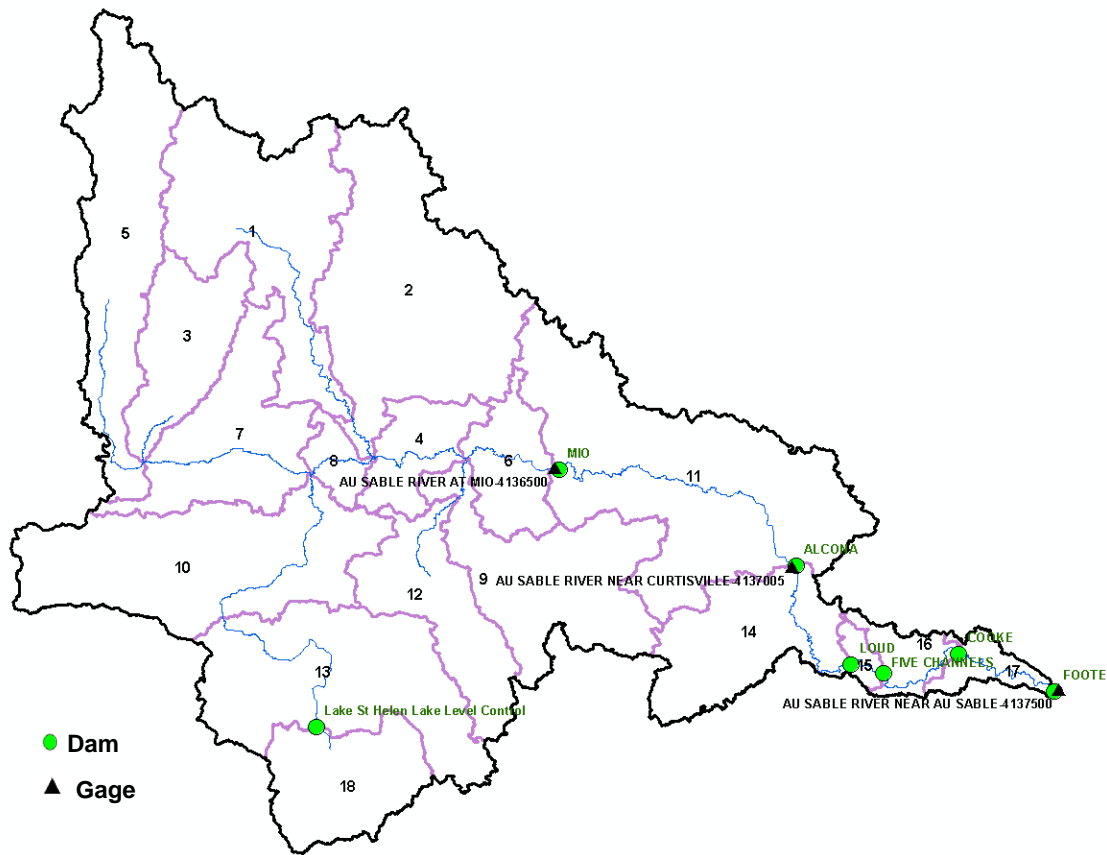 1
5
2
3
7
4
MIO
8
6
AU SABLE RIVER AT MIO-4136500
11
ALCONA
10
9
AU SABLE RIVER NEAR CURTISVILLE-4137005
12
14
16
COOKE
LOUD
15
FIVE CHANNELS
17
FOOTE
13
AU SABLE RIVER NEAR AU SABLE-4137500
Lake St Helen Lake Level Control
Dam
18
Gage